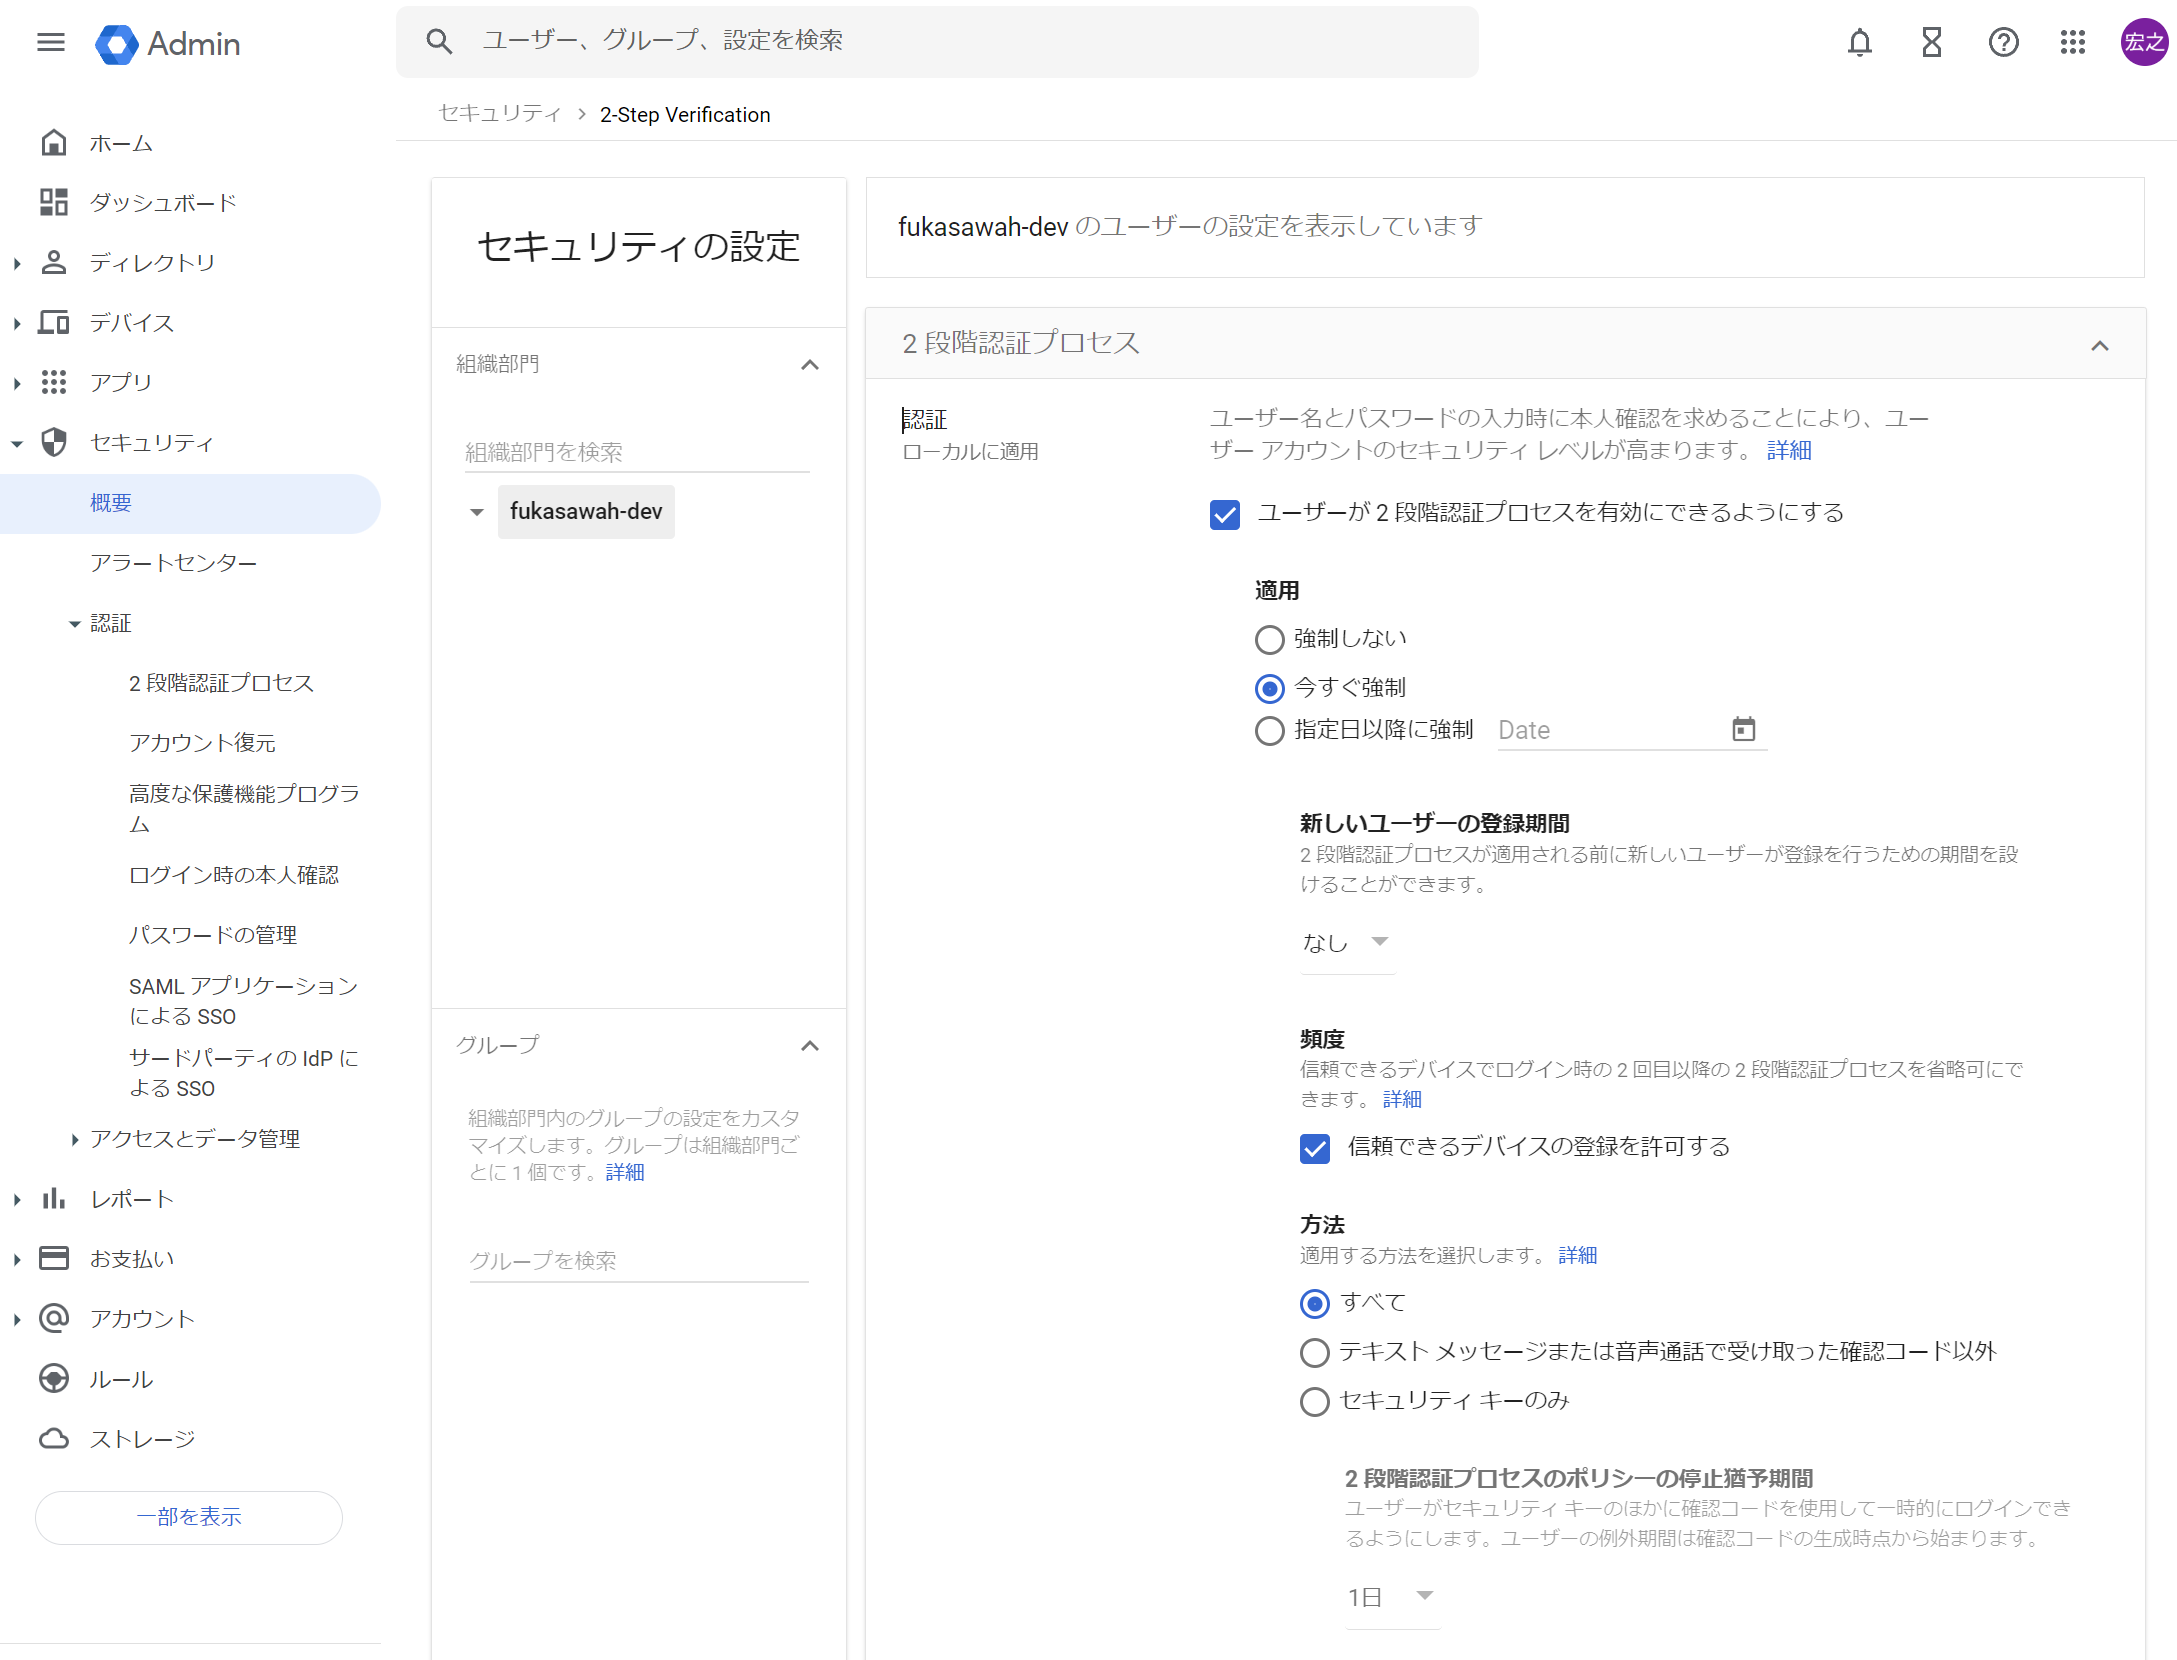 Admin
ユーザー、グループ、設定を検索
宏之
セキュリティ > 2-Step Verification
ホーム
ダッシュボード
ディレクトリ
デバイス
アプリ
セキュリティ
概要
アラートセンター
認証
2 段階認証プロセス
アカウント復元
高度な保護機能プログラ
ム
ログイン時の本人確認
パスワードの管理
SAML アプリケーション
による SSO
サードパーティの IdP に
よる SSO
アクセスとデータ管理
レポート
お支払い
アカウント
ルール
ストレージ
一部を表示
セキュリティの設定
組織部門
組織部門を検索
fukasawah-dev
グループ
組織部門内のグループの設定をカスタ
マイズします。グループは組織部門ご
とに 1 個です。詳細
グループを検索
fukasawah-dev のユーザーの設定を表示しています
2 段階認証プロセス
認証
ローカルに適用
ユーザー名とパスワードの入力時に本人確認を求めることにより、ユー
ザー アカウントのセキュリティ レベルが高まります。 詳細
ユーザーが 2 段階認証プロセスを有効にできるようにする
適用
強制しない
今すぐ強制
指定日以降に強制 Date
新しいユーザーの登録期間
2 段階認証プロセスが適用される前に新しいユーザーが登録を行うための期間を設
けることができます。
なし
頻度
信頼できるデバイスでログイン時の 2 回目以降の 2 段階認証プロセスを省略可にで
きます。 詳細
信頼できるデバイスの登録を許可する
方法
適用する方法を選択します。 詳細
すべて
テキスト メッセージまたは音声通話で受け取った確認コード以外
セキュリティ キーのみ
2 段階認証プロセスのポリシーの停止猶予期間
ユーザーがセキュリティ キーのほかに確認コードを使用して一時的にログインでき
るようにします。ユーザーの例外期間は確認コードの生成時点から始まります。
1日